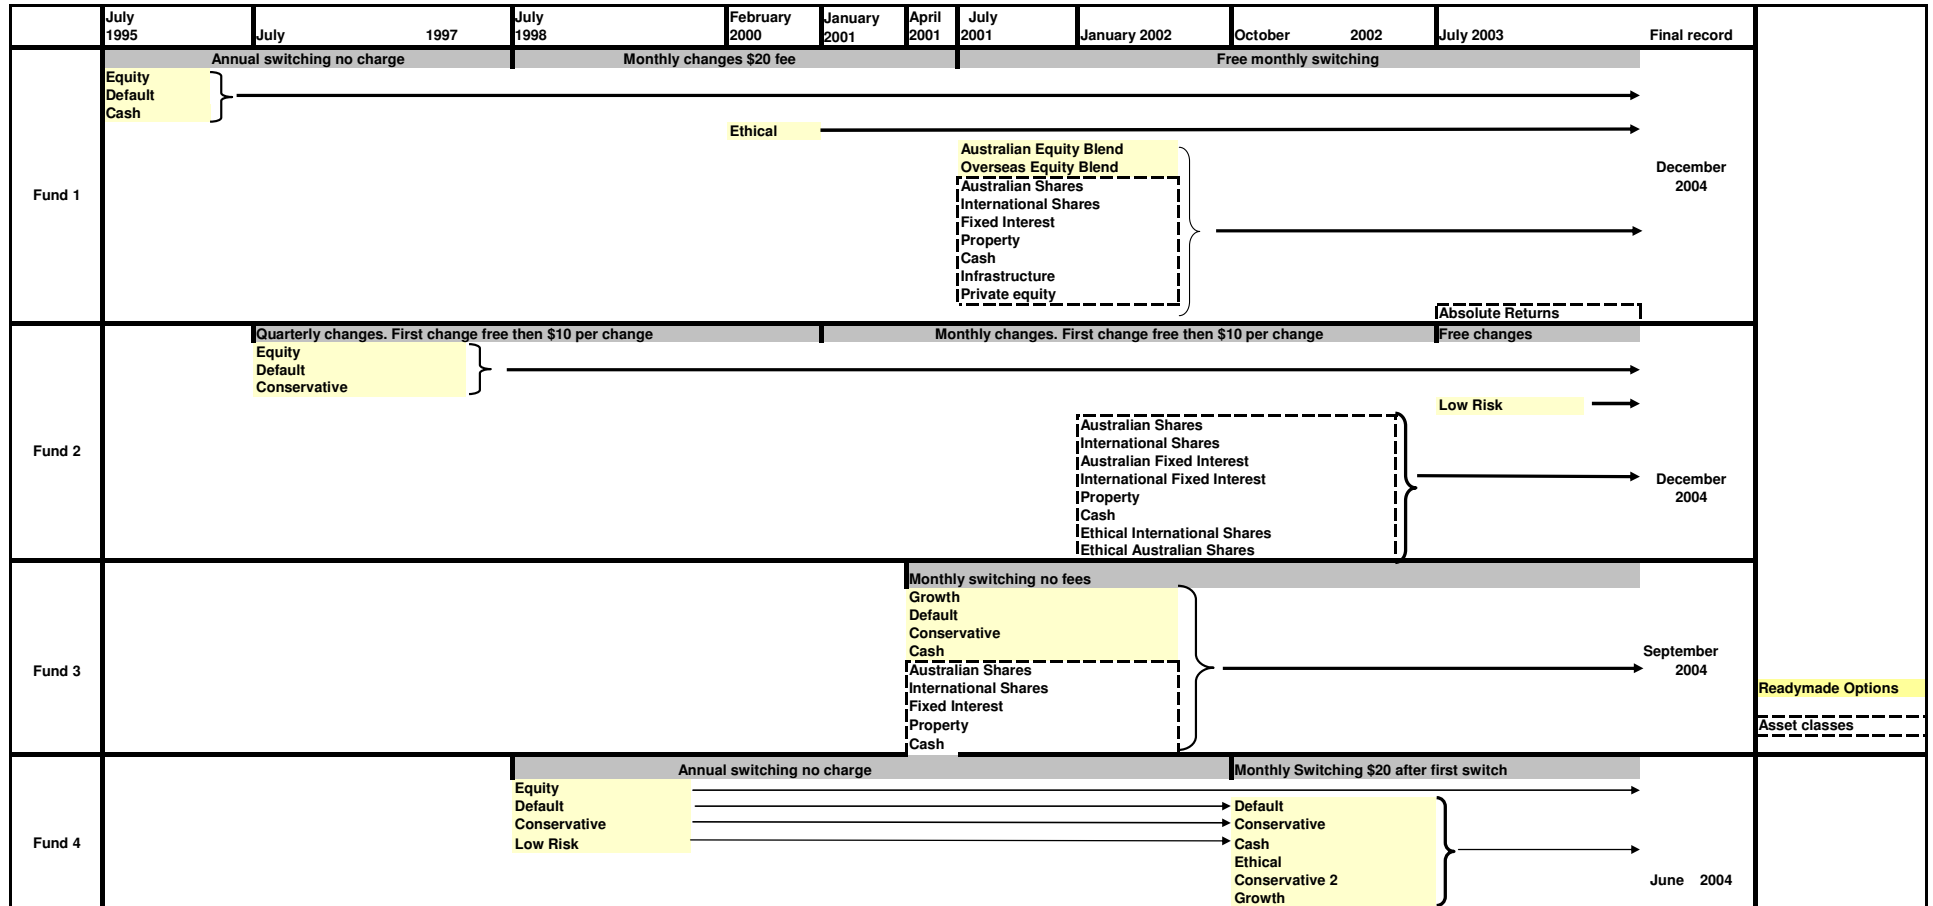 July 1995
July 1997
July 1998
February 2000
January 2001
April 2001
July 2001
January 2002
October 2002
July 2003
Final record
Annual switching no charge
Monthly changes $20 fee
Free monthly switching
Equity
Default
Cash
Ethical
Australian Equity Blend
Overseas Equity Blend
Australian Shares
International Shares
Fixed Interest
Property
Cash
Infrastructure
Private equity
Absolute Returns
Fund 1
December
2004
Quarterly changes. First change free then $10 per change
Monthly changes. First change free then $10 per change
Free changes
Equity
Default
Conservative
Low Risk
Australian Shares
International Shares
Australian Fixed Interest
International Fixed Interest
Property
Cash
Ethical International Shares
Ethical Australian Shares
Fund 2
December
2004
Monthly switching no fees
Growth
Default
Conservative
Cash
Australian Shares
International Shares
Fixed Interest
Property
Cash
Fund 3
September
2004
Readymade Options
Asset classes
Annual switching no charge
Monthly Switching $20 after first switch
Equity
Default
Conservative
Low Risk
Default
Conservative
Cash
Ethical
Conservative 2
Growth
Fund 4
June 2004